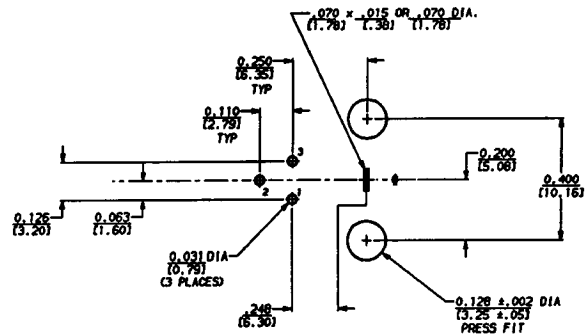 .070 x .015 OR .070 DIA.
[1.78] [.38] [1.78]
0.250
[6.35]
TYP
0.110
[2.79]
TYP
3
2
1
0.200
[5.08]
0.400
[10.16]
0.126
[3.20]
0.063
[1.60]
0.031 DIA
[0.79]
(3 PLACES)
.248
[6.30]
0.128 ±.002 DIA
[3.25 ±.05]
PRESS FIT